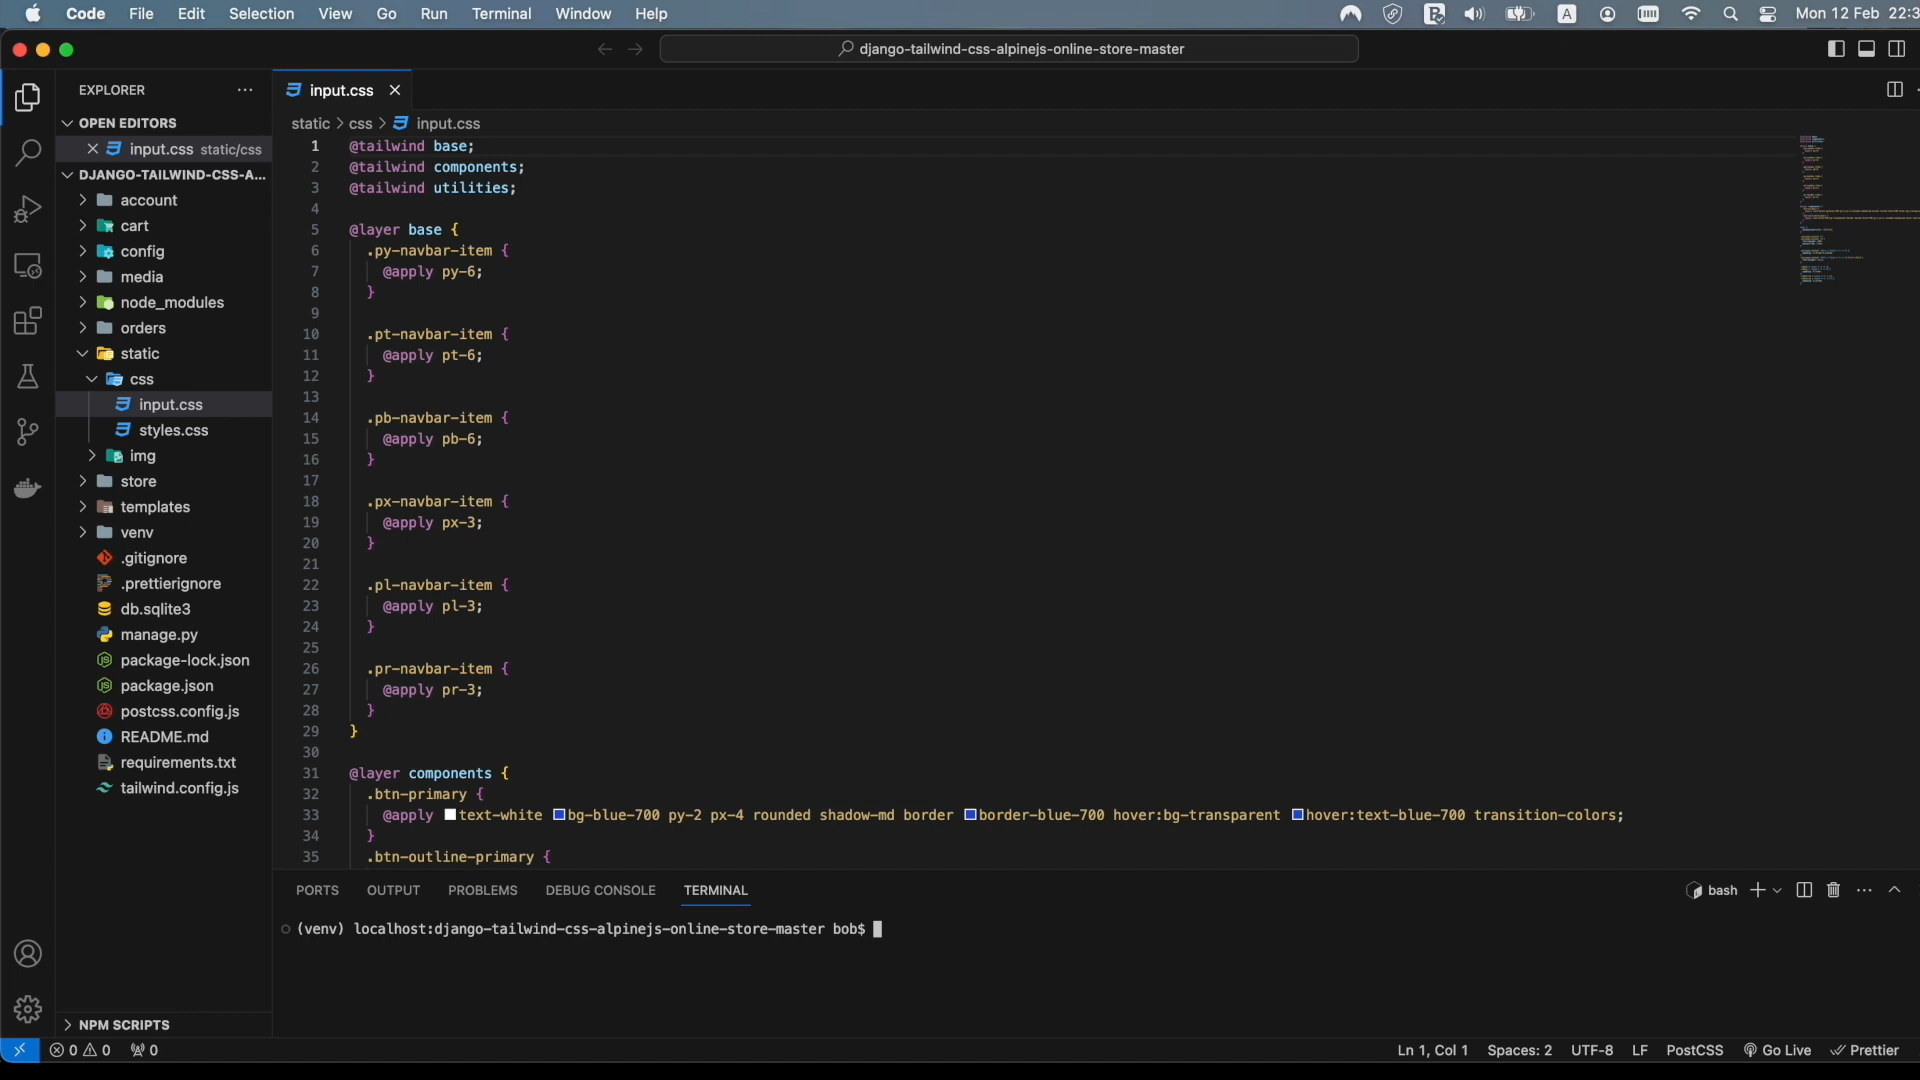 Code File Edit Selection View Go Run Terminal Window Help
A Mon 12 Feb 22:3
django-tailwind-css-alpinejs-online-store-master
EXPLORER
OPEN EDITORS
input.css static/css
DJANGO-TAILWIND-CSS-A...
account
cart
config
media
node_modules
orders
static
css
input.css
styles.css
img
store
templates
venv
.gitignore
.prettierignore
db.sqlite3
manage.py
package-lock.json
package.json
postcss.config.js
README.md
requirements.txt
tailwind.config.js
NPM SCRIPTS
input.css
static > css > input.css
1 @tailwind base;
2 @tailwind components;
3 @tailwind utilities;
4
5 @layer base {
6 .py-navbar-item {
7 @apply py-6;
8 }
9
10 .pt-navbar-item {
11 @apply pt-6;
12 }
13
14 .pb-navbar-item {
15 @apply pb-6;
16 }
17
18 .px-navbar-item {
19 @apply px-3;
20 }
21
22 .pl-navbar-item {
23 @apply pl-3;
24 }
25
26 .pr-navbar-item {
27 @apply pr-3;
28 }
29 }
30
31 @layer components {
32 .btn-primary {
33 @apply text-white bg-blue-700 py-2 px-4 rounded shadow-md border border-blue-700 hover:bg-transparent hover:text-blue-700 transition-colors;
34 }
35 .btn-outline-primary {
PORTS OUTPUT PROBLEMS DEBUG CONSOLE TERMINAL
bash
(venv) localhost:django-tailwind-css-alpinejs-online-store-master bob$
0 0 0
Ln 1, Col 1 Spaces: 2 UTF-8 LF PostCSS Go Live Prettier